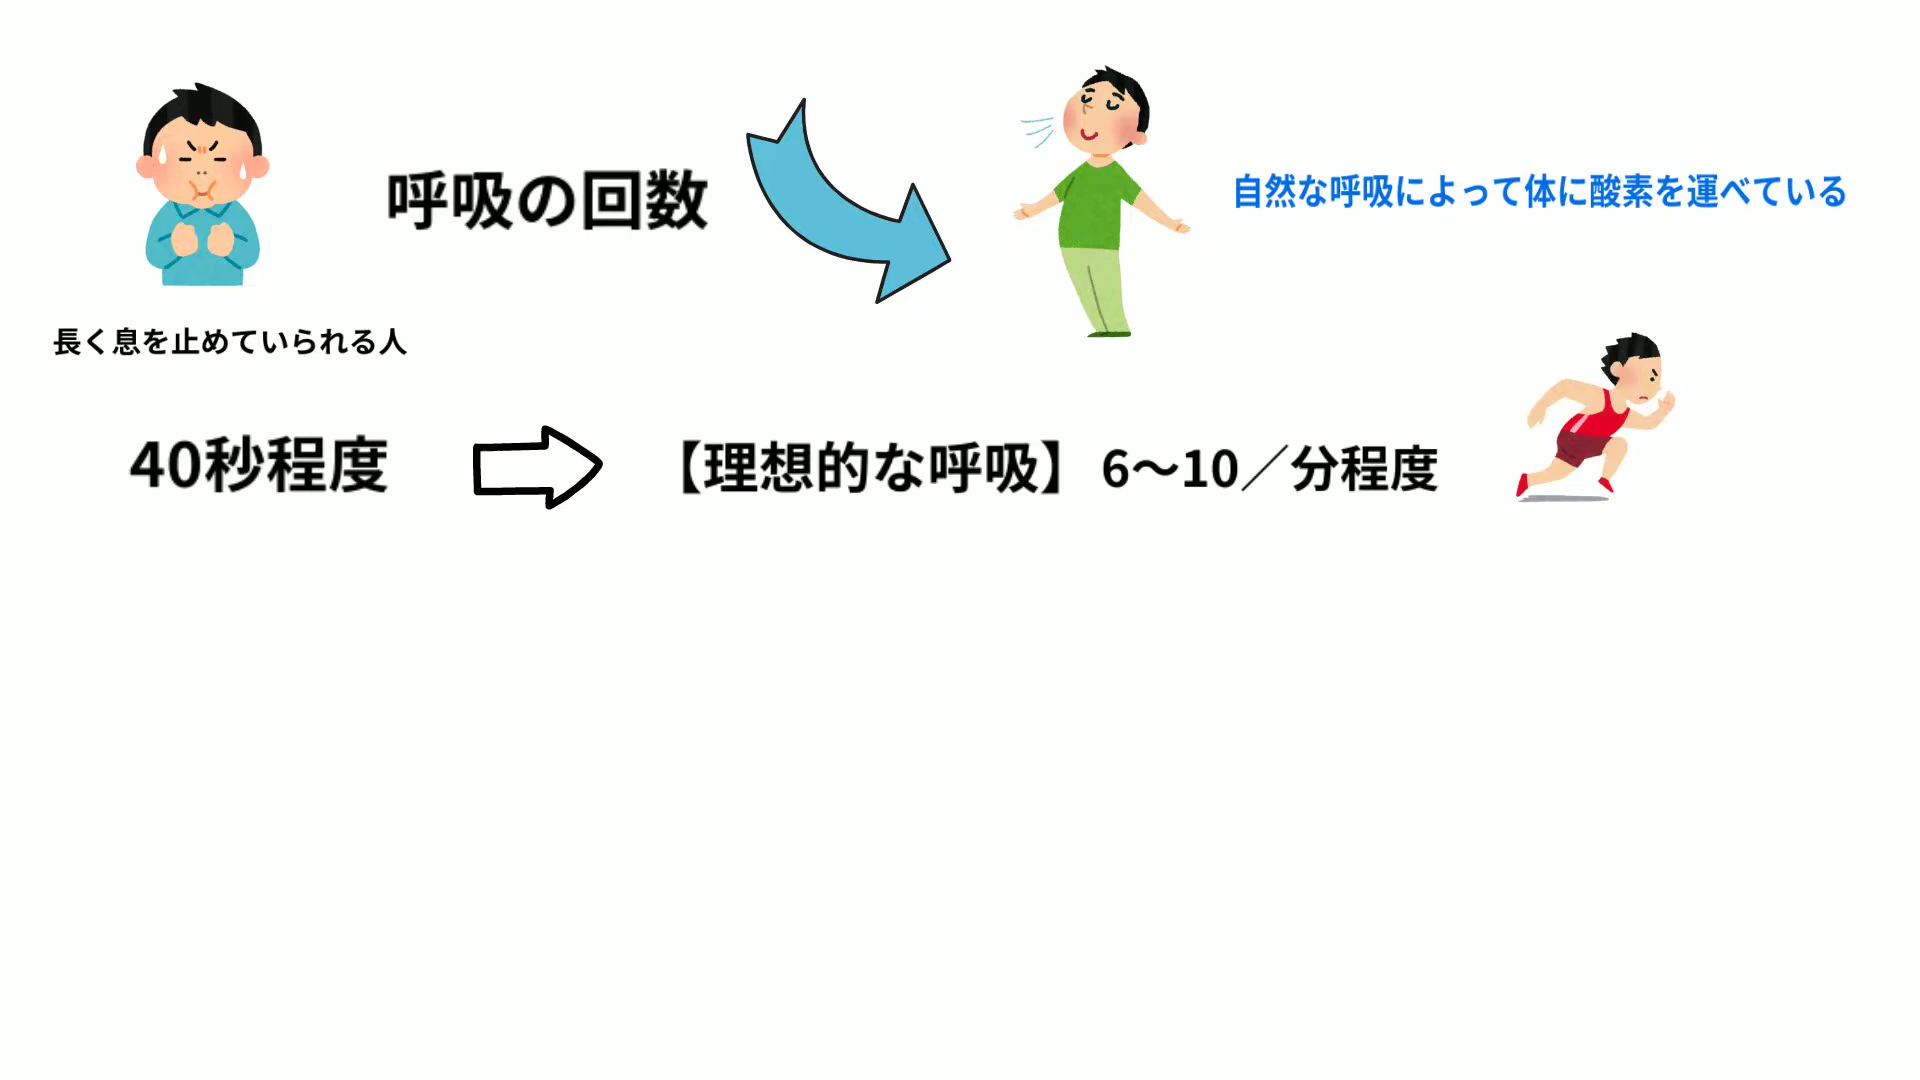 呼吸の回数
自然な呼吸によって体に酸素を運べている
長く息を止めていられる人
40秒程度
【理想的な呼吸】 6〜10／分程度